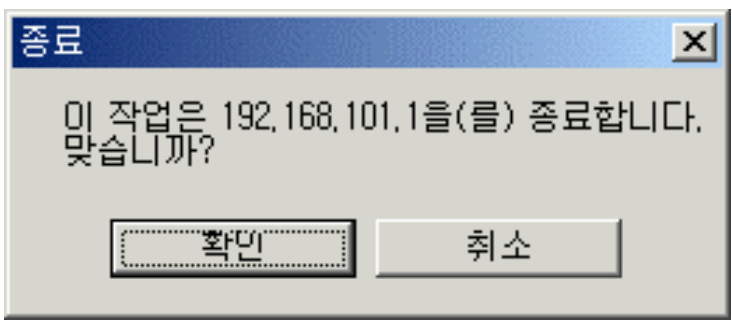 종료
이 작업은 192.168.101.1을(를) 종료합니다.
맞습니까?
확인
취소